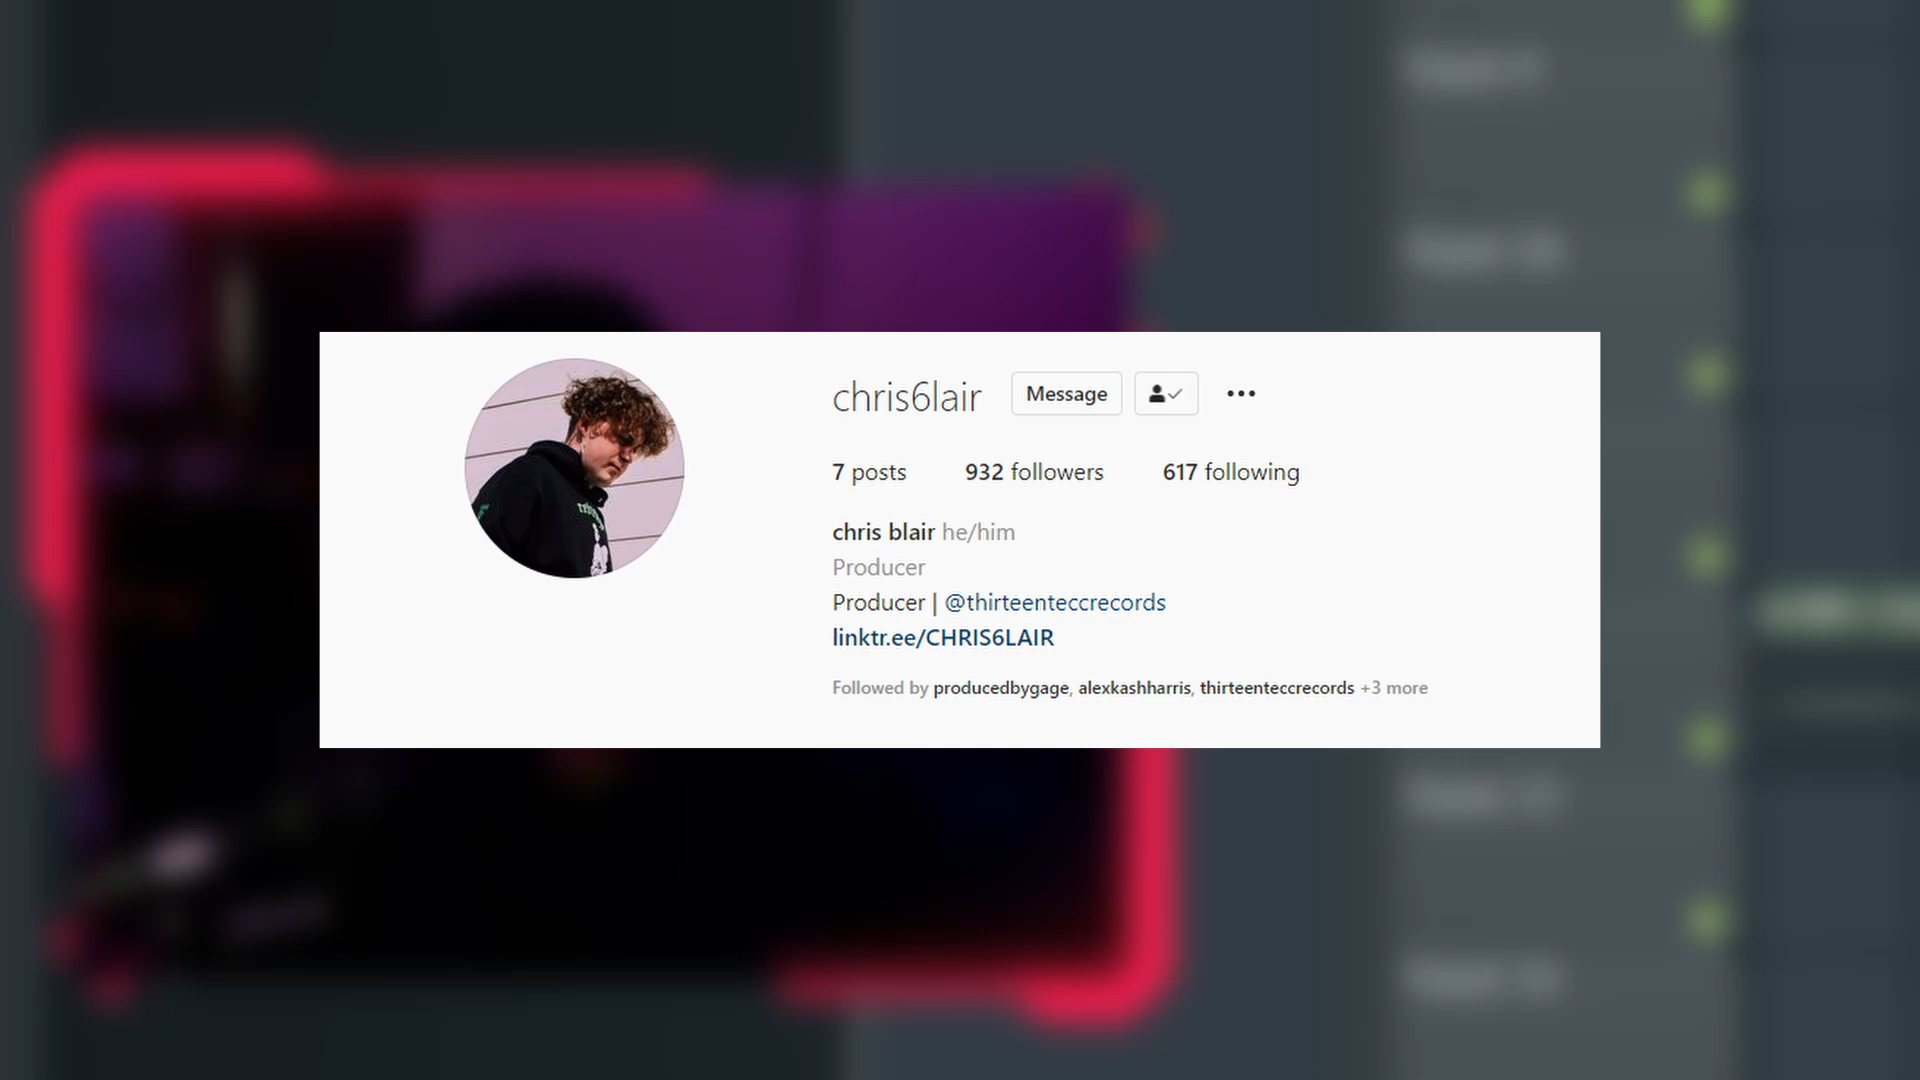 chris6lair Message
7 posts 932 followers 617 following
chris blair he/him
Producer
Producer | @thirteenteccrecords
linktr.ee/CHRIS6LAIR
Followed by producedbygage, alexkashharris, thirteenteccrecords +3 more